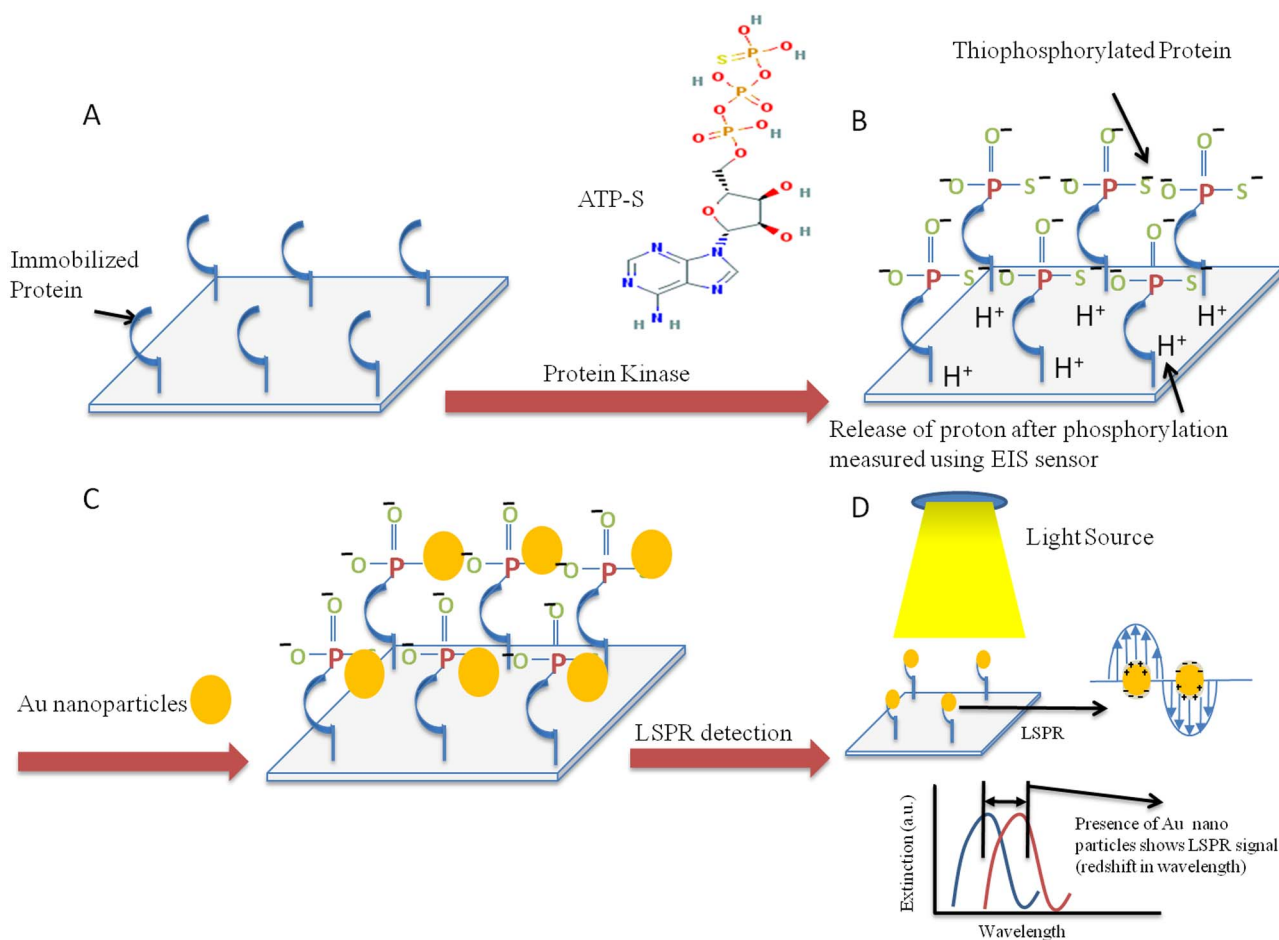 A
Immobilized
Protein
ATP-S
Protein Kinase
B
Thiophosphorylated Protein
O⁻ O⁻ O⁻
⁻O P S⁻ ⁻O P S⁻ ⁻O P S⁻
O⁻ O⁻ O
⁻O P S⁻ ⁻O P S⁻ ⁻O P S⁻
H⁺ H⁺ H⁺
H⁺ H⁺ H⁺
Release of proton after phosphorylation
measured using EIS sensor
H H
O O
S P O H
H O O
O P O
O P O H
O
O O H
O H
N N
N N
N
H H
C
Au nanoparticles
O⁻ O⁻ O⁻
⁻O P ⁻O P ⁻O P
O⁻ O⁻ O⁻
⁻O P S ⁻O P ⁻O P
LSPR detection
D
Light Source
LSPR
Extinction (a.u.)
Wavelength
Presence of Au nano
particles shows LSPR signal
(redshift in wavelength)